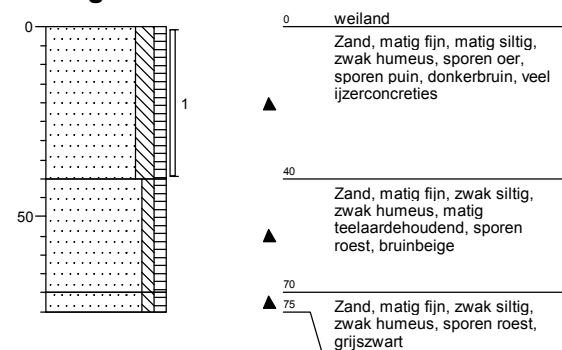 0
50
1
0 weiland
Zand, matig fijn, matig siltig,
zwak humeus, sporen oer,
sporen puin, donkerbruin, veel
ijzerconcreties
40
Zand, matig fijn, zwak siltig,
zwak humeus, matig
teelaardehoudend, sporen
roest, bruinbeige
70
75
Zand, matig fijn, zwak siltig,
zwak humeus, sporen roest,
grijszwart